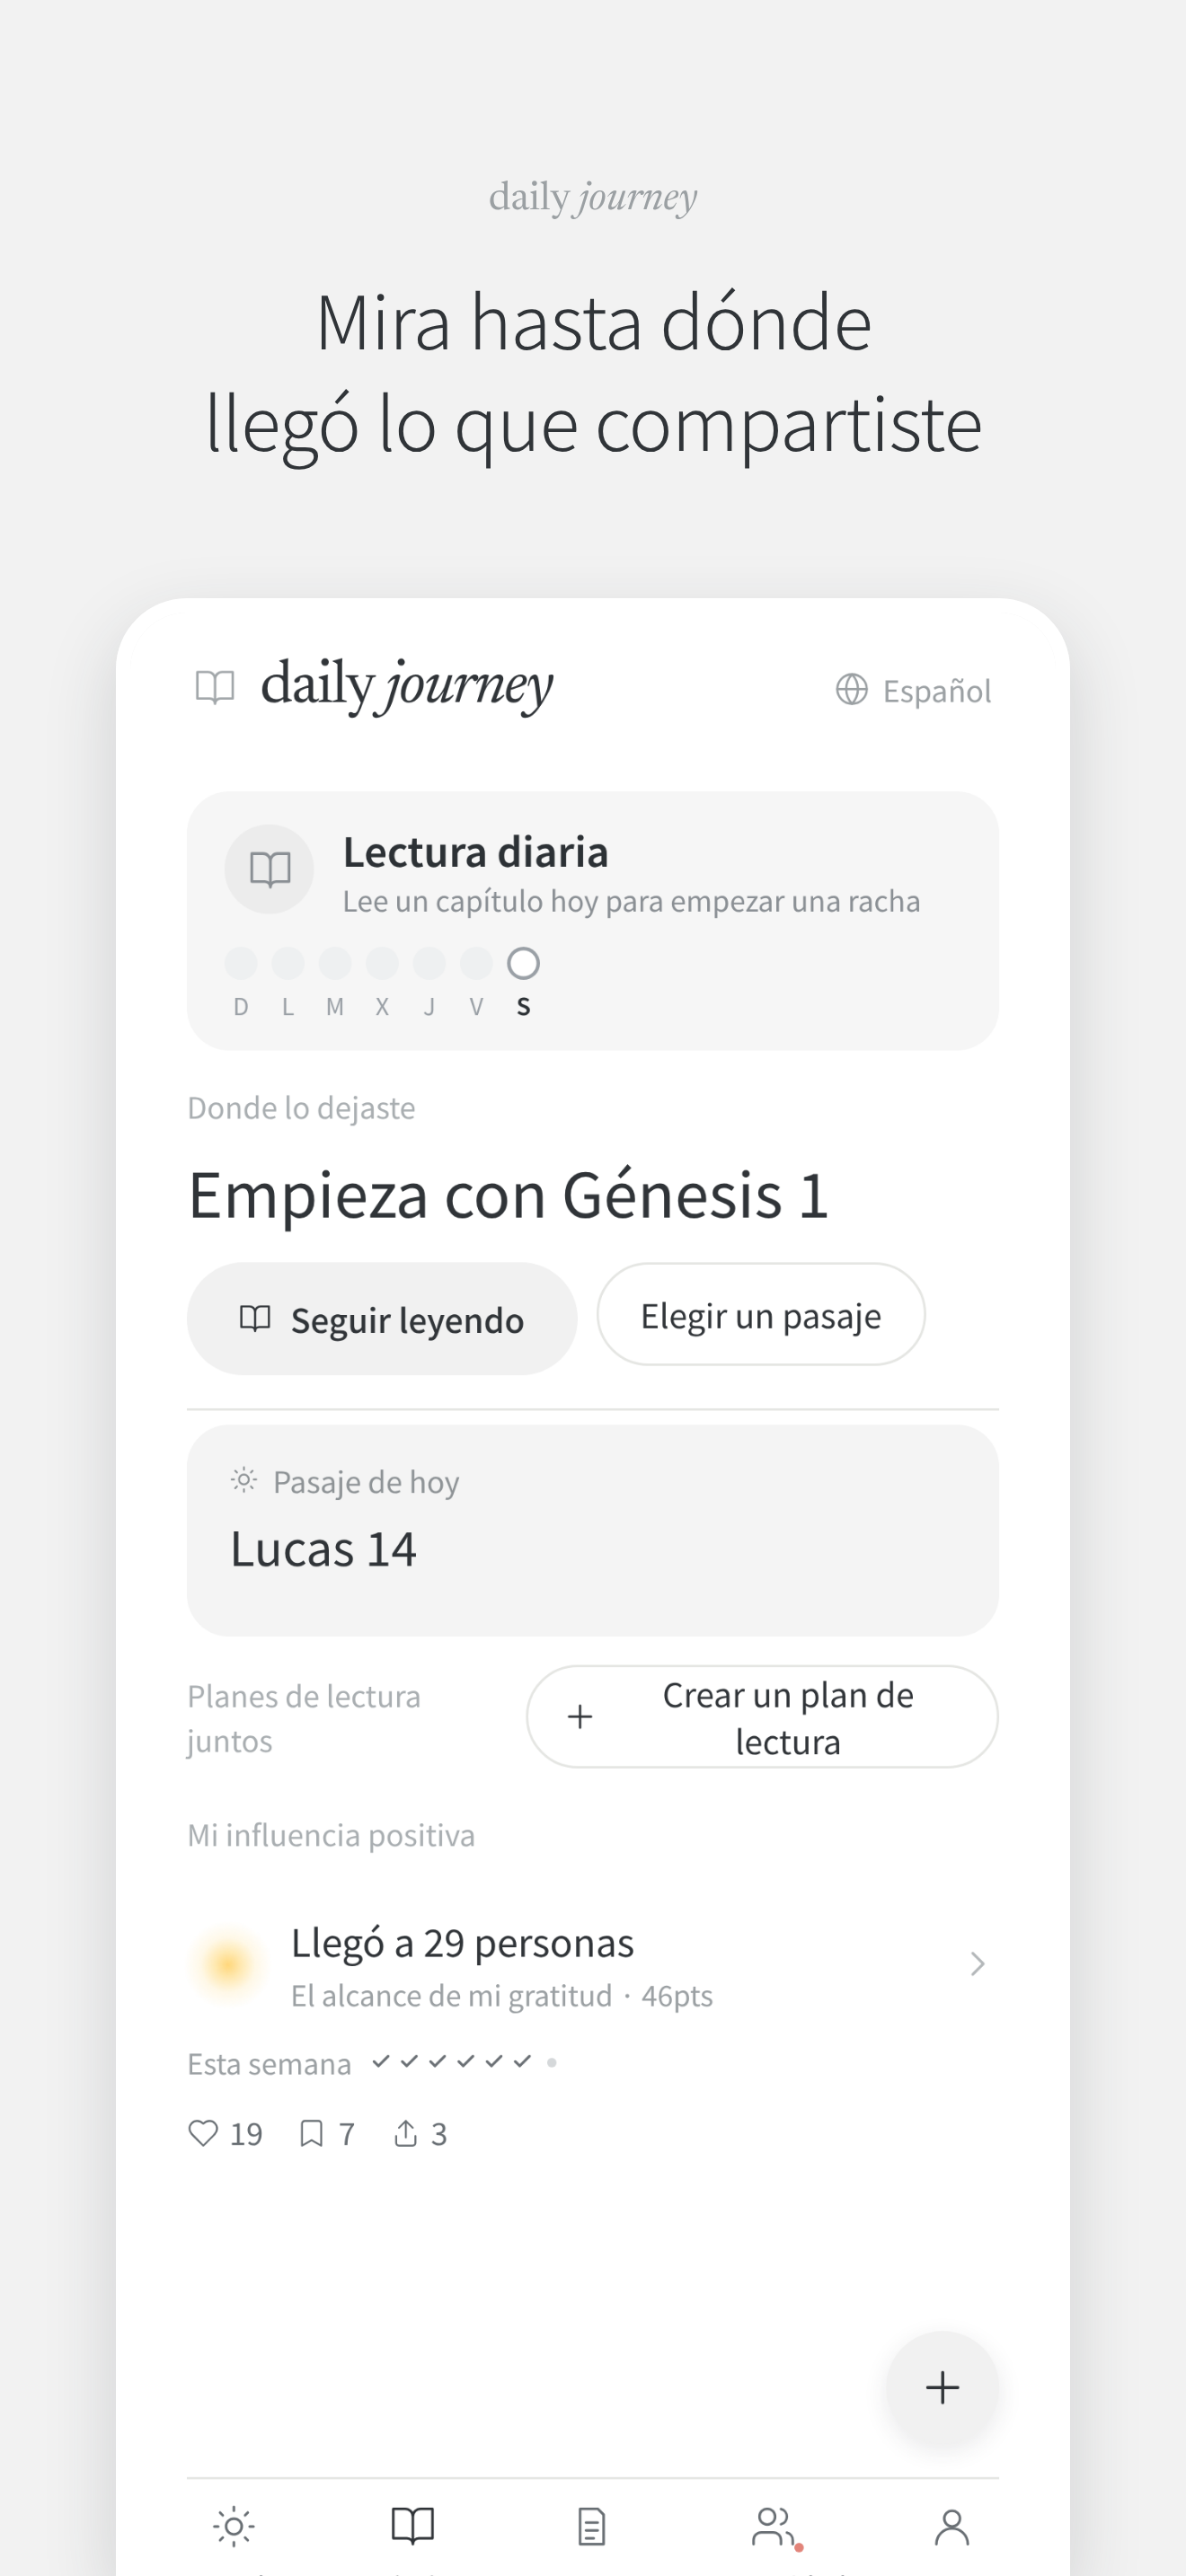 daily journey
Mira hasta dónde
llegó lo que compartiste
daily journey
Español
Lectura diaria
Lee un capítulo hoy para empezar una racha
D L M X J V S
Donde lo dejaste
Empieza con Génesis 1
Seguir leyendo
Elegir un pasaje
Pasaje de hoy
Lucas 14
Planes de lectura
juntos
Crear un plan de
lectura
Mi influencia positiva
Llegó a 29 personas
El alcance de mi gratitud · 46pts
Esta semana
19 7 3